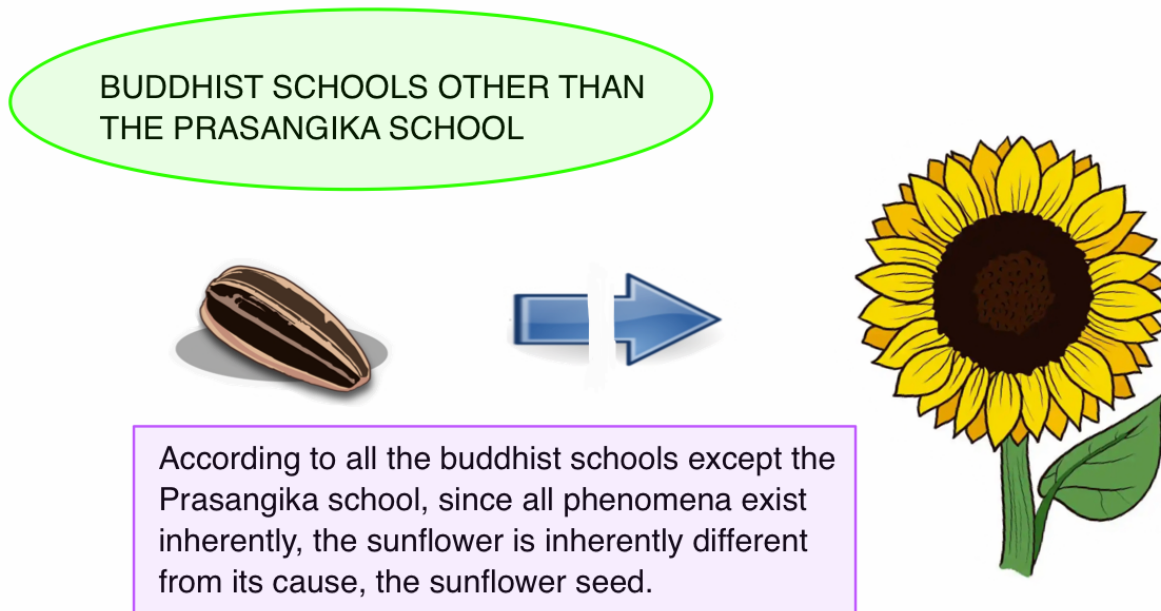 BUDDHIST SCHOOLS OTHER THAN
THE PRASANGIKA SCHOOL
According to all the buddhist schools except the
Prasangika school, since all phenomena exist
inherently, the sunflower is inherently different
from its cause, the sunflower seed.